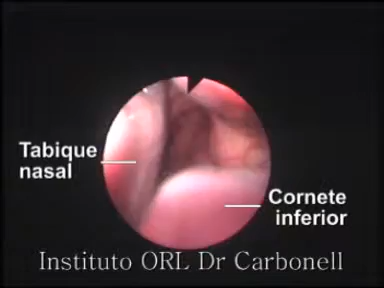 Tabique
nasal
Cornete
inferior
Instituto ORL Dr Carbonell